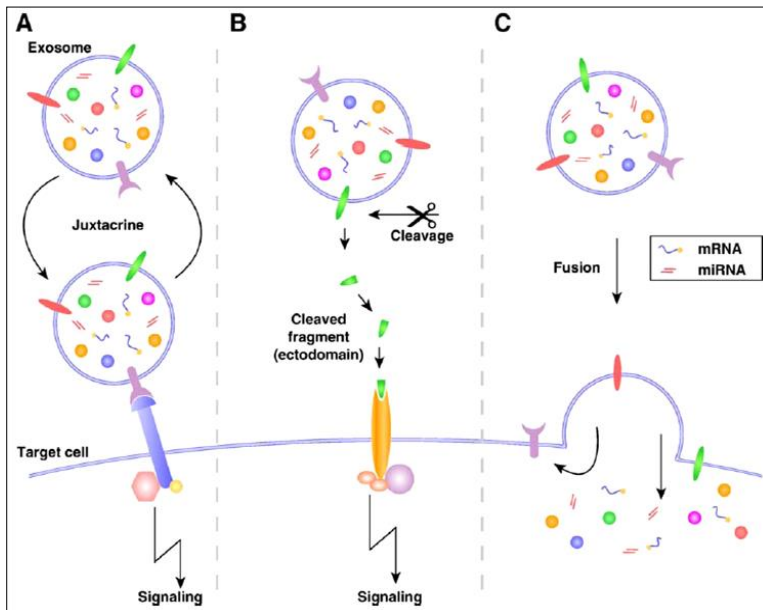 A
B
C
Exosome
Juxtacrine
Cleavage
Fusion
mRNA
miRNA
Cleaved
fragment
(ectodomain)
Target cell
Signaling
Signaling